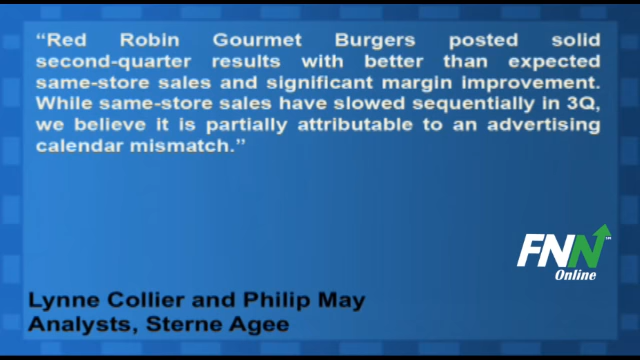 “Red Robin Gourmet Burgers posted solid
second-quarter results with better than expected
same-store sales and significant margin improvement.
While same-store sales have slowed sequentially in 3Q,
we believe it is partially attributable to an advertising
calendar mismatch.”
FNN
Online
Lynne Collier and Philip May
Analysts, Sterne Agee